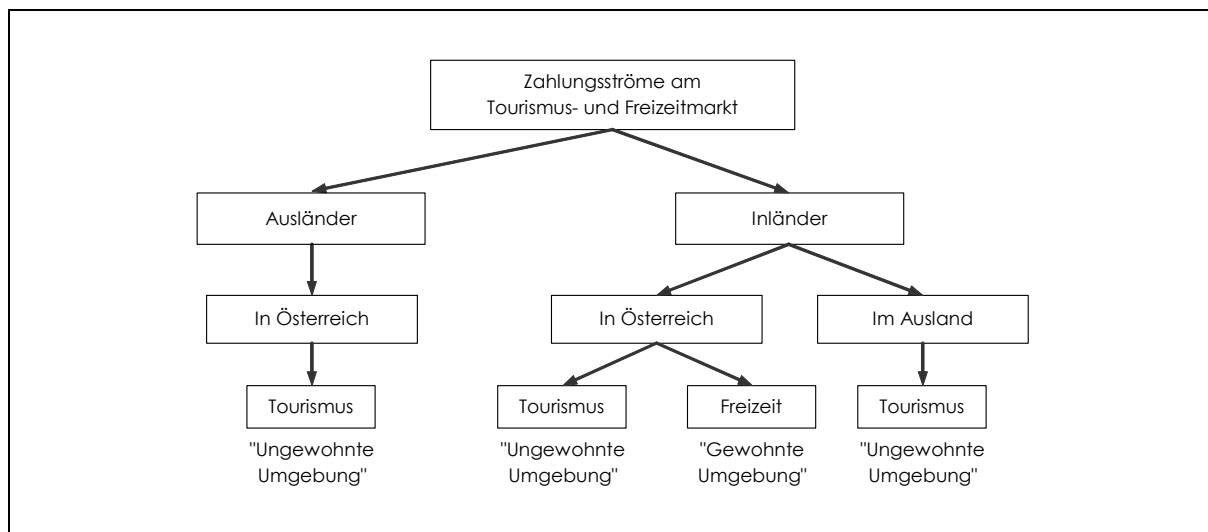 Zahlungsströme am
Tourismus- und Freizeitmarkt
Ausländer
Inländer
In Österreich
In Österreich
Im Ausland
Tourismus
Tourismus
Freizeit
Tourismus
"Ungewohnte
Umgebung"
"Ungewohnte
Umgebung"
"Gewohnte
Umgebung"
"Ungewohnte
Umgebung"